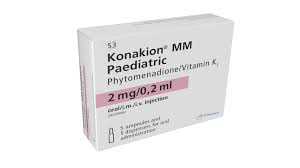 S3
Konakion® MM
Paediatric
Phytomenadione/Vitamin K₁
2 mg/0,2 ml
oral/i.m./i.v. injection
5 ampoules and
5 dispensers for oral
administration